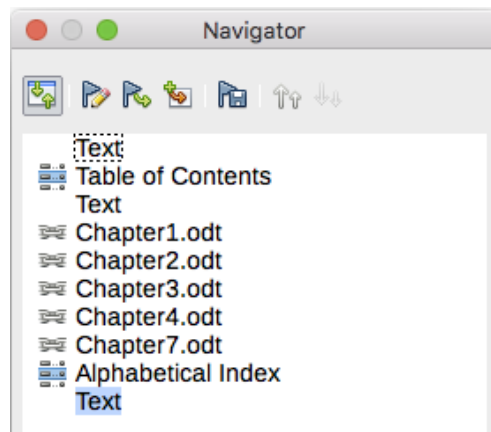 Navigator
Text
Table of Contents
Text
Chapter1.odt
Chapter2.odt
Chapter3.odt
Chapter4.odt
Chapter7.odt
Alphabetical Index
Text